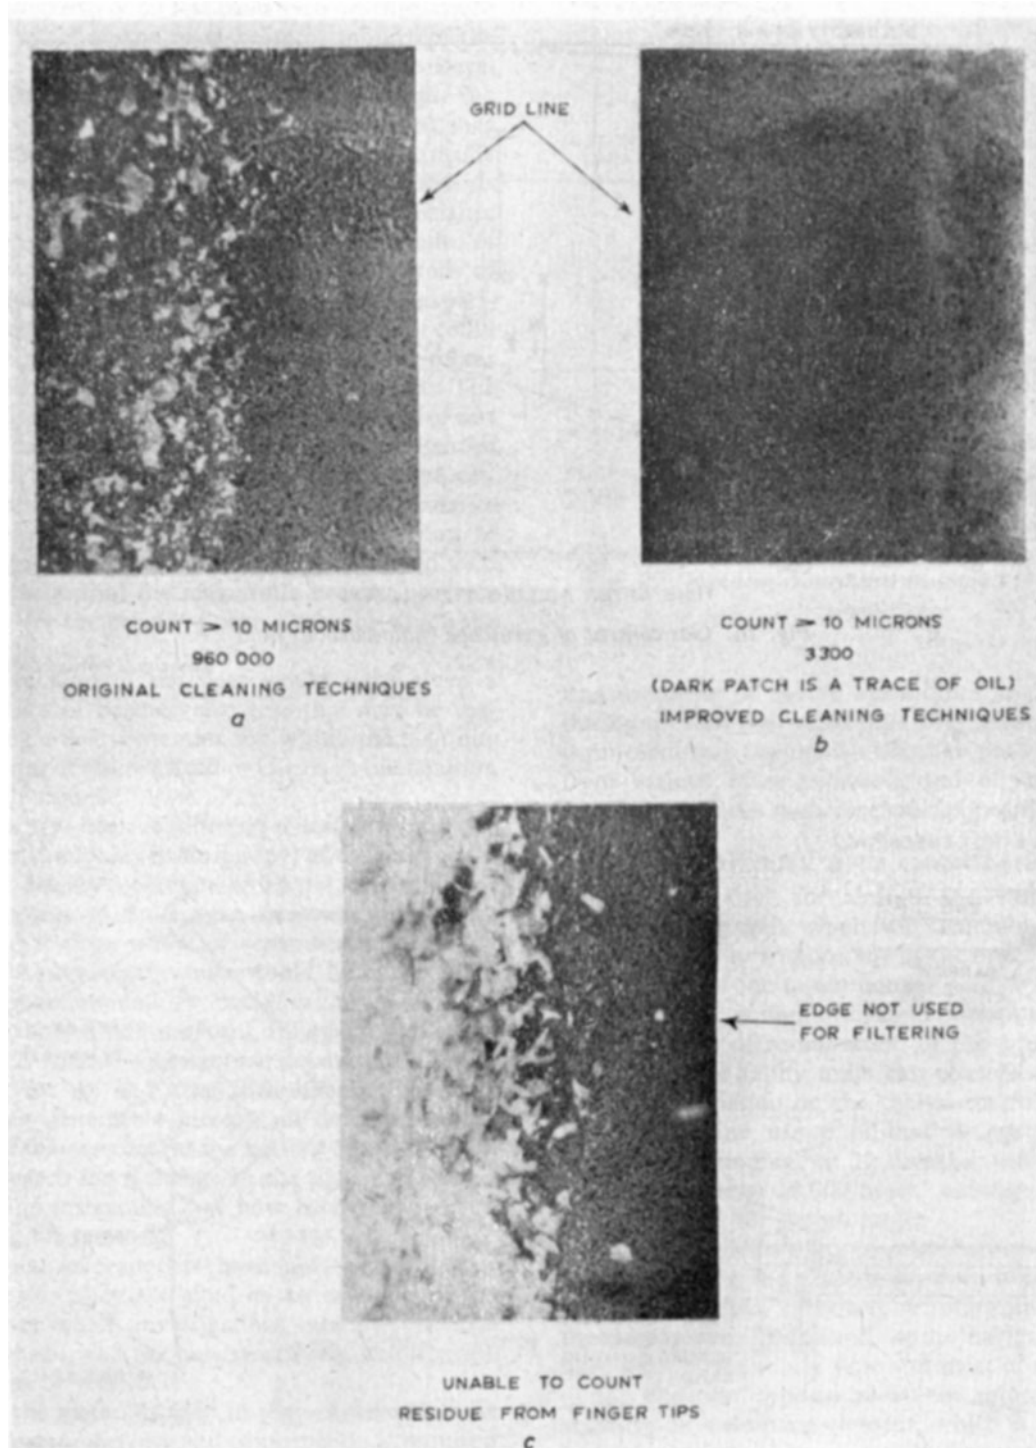 GRID LINE
COUNT > 10 MICRONS
960 000
ORIGINAL CLEANING TECHNIQUES
a
COUNT > 10 MICRONS
3300
(DARK PATCH IS A TRACE OF OIL)
IMPROVED CLEANING TECHNIQUES
b
EDGE NOT USED
FOR FILTERING
UNABLE TO COUNT
RESIDUE FROM FINGER TIPS
c